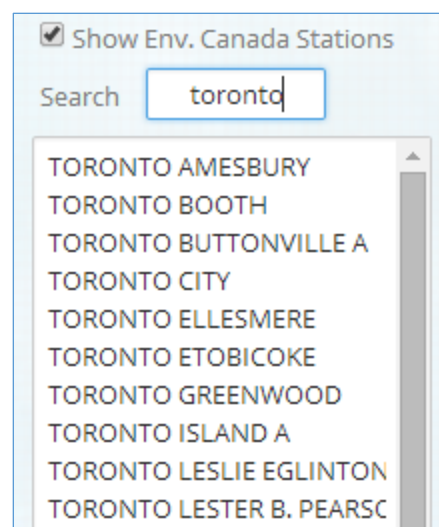 Show Env. Canada Stations
Search toronto
TORONTO AMESBURY
TORONTO BOOTH
TORONTO BUTTONVILLE A
TORONTO CITY
TORONTO ELLESMERE
TORONTO ETOBICOKE
TORONTO GREENWOOD
TORONTO ISLAND A
TORONTO LESLIE EGLINTON
TORONTO LESTER B. PEARSC